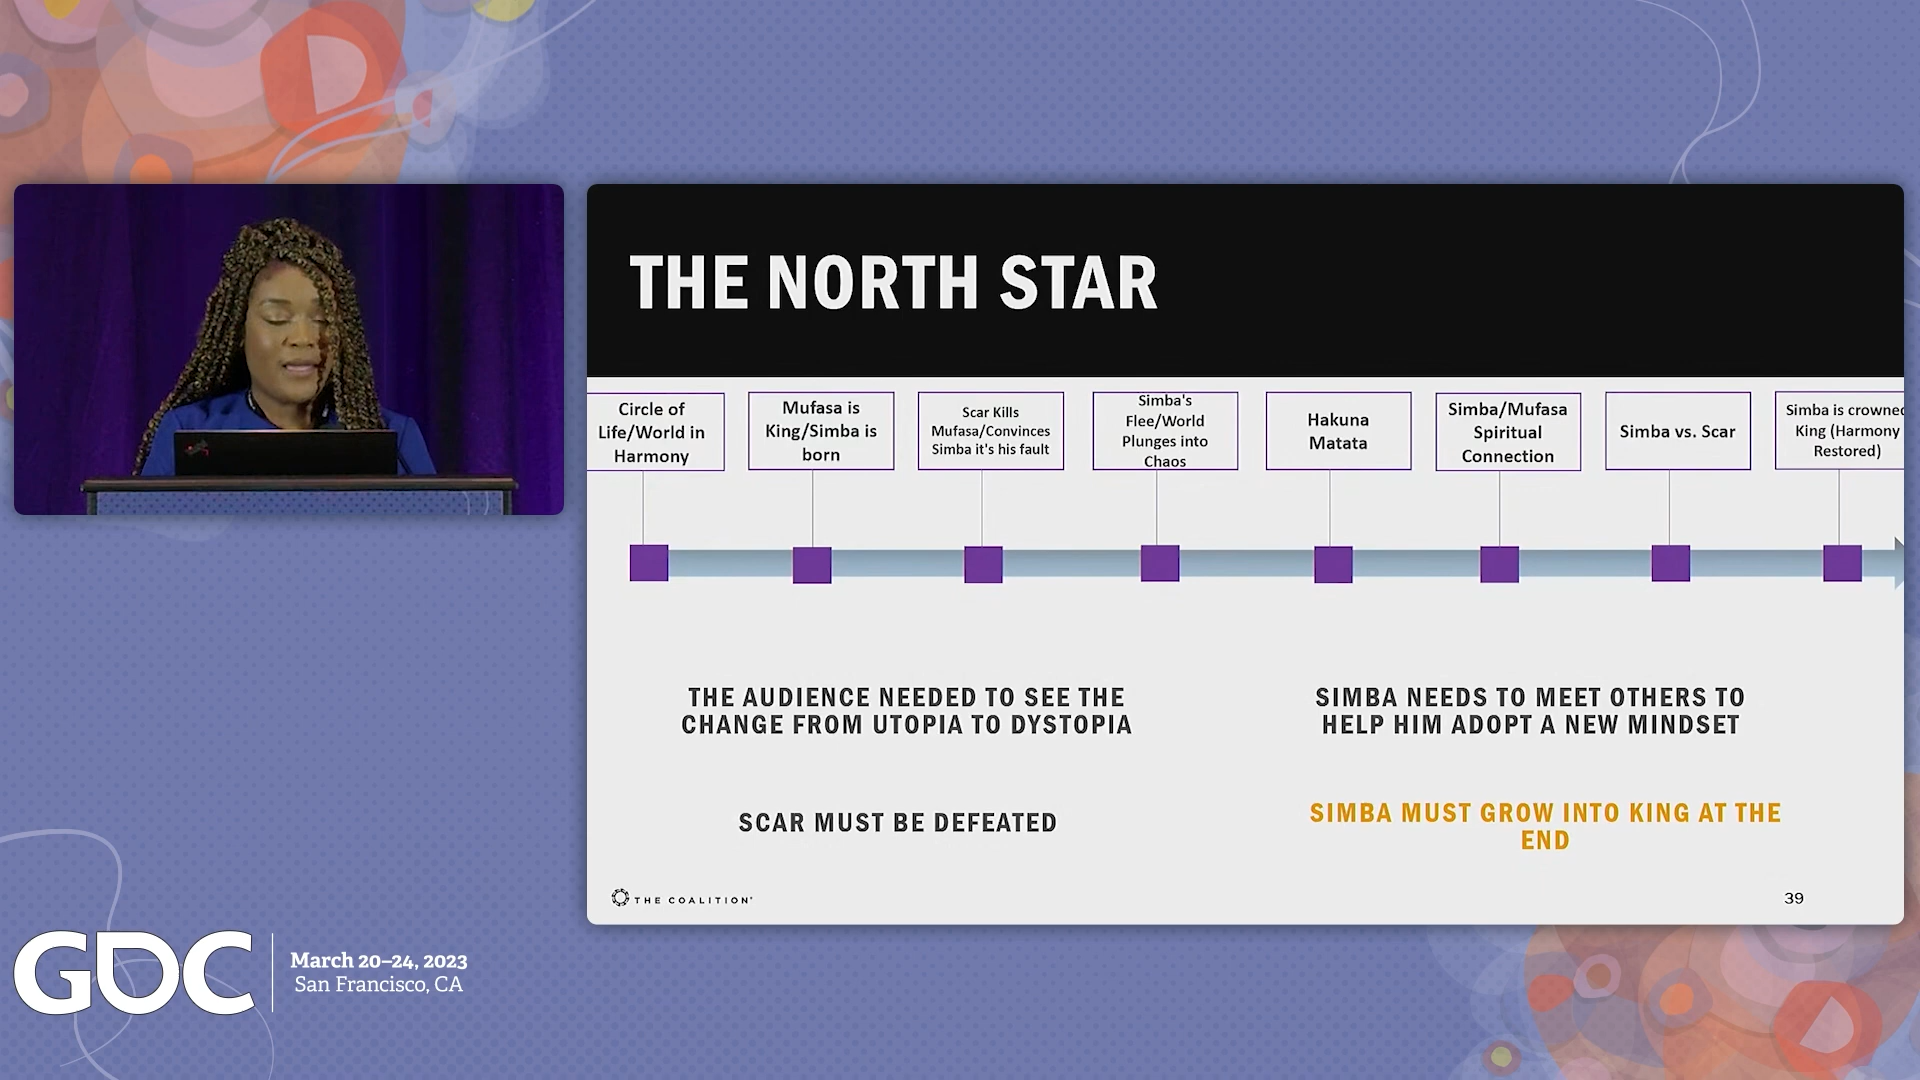 THE NORTH STAR
Circle of
Life/World in
Harmony
Mufasa is
King/Simba is
born
Scar Kills
Mufasa/Convinces
Simba it's his fault
Simba's
Flee/World
Plunges into
Chaos
Hakuna
Matata
Simba/Mufasa
Spiritual
Connection
Simba vs. Scar
Simba is crowned
King (Harmony
Restored)
THE AUDIENCE NEEDED TO SEE THE
CHANGE FROM UTOPIA TO DYSTOPIA
SIMBA NEEDS TO MEET OTHERS TO
HELP HIM ADOPT A NEW MINDSET
SCAR MUST BE DEFEATED
SIMBA MUST GROW INTO KING AT THE
END
THE COALITION
39
GDC
March 20–24, 2023
San Francisco, CA